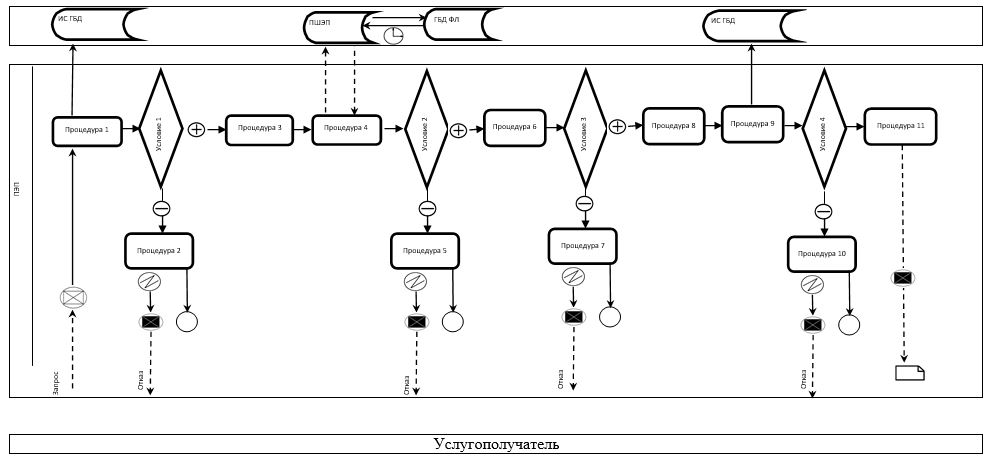 ИС ГБД
ПШЭП
ГБД ФЛ
ИС ГБД
ПЭП
Процедура 1
Условие 1
Процедура 3
Процедура 4
Условие 2
Процедура 6
Условие 3
Процедура 8
Процедура 9
Условие 4
Процедура 11
Процедура 2
Процедура 5
Процедура 7
Процедура 10
Запрос
Отказ
Отказ
Отказ
Отказ
Услугополучатель